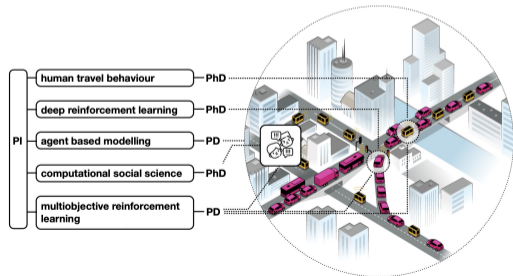 PI
human travel behaviour PhD
deep reinforcement learning PhD
agent based modelling PD
computational social science PhD
multiobjective reinforcement
learning PD